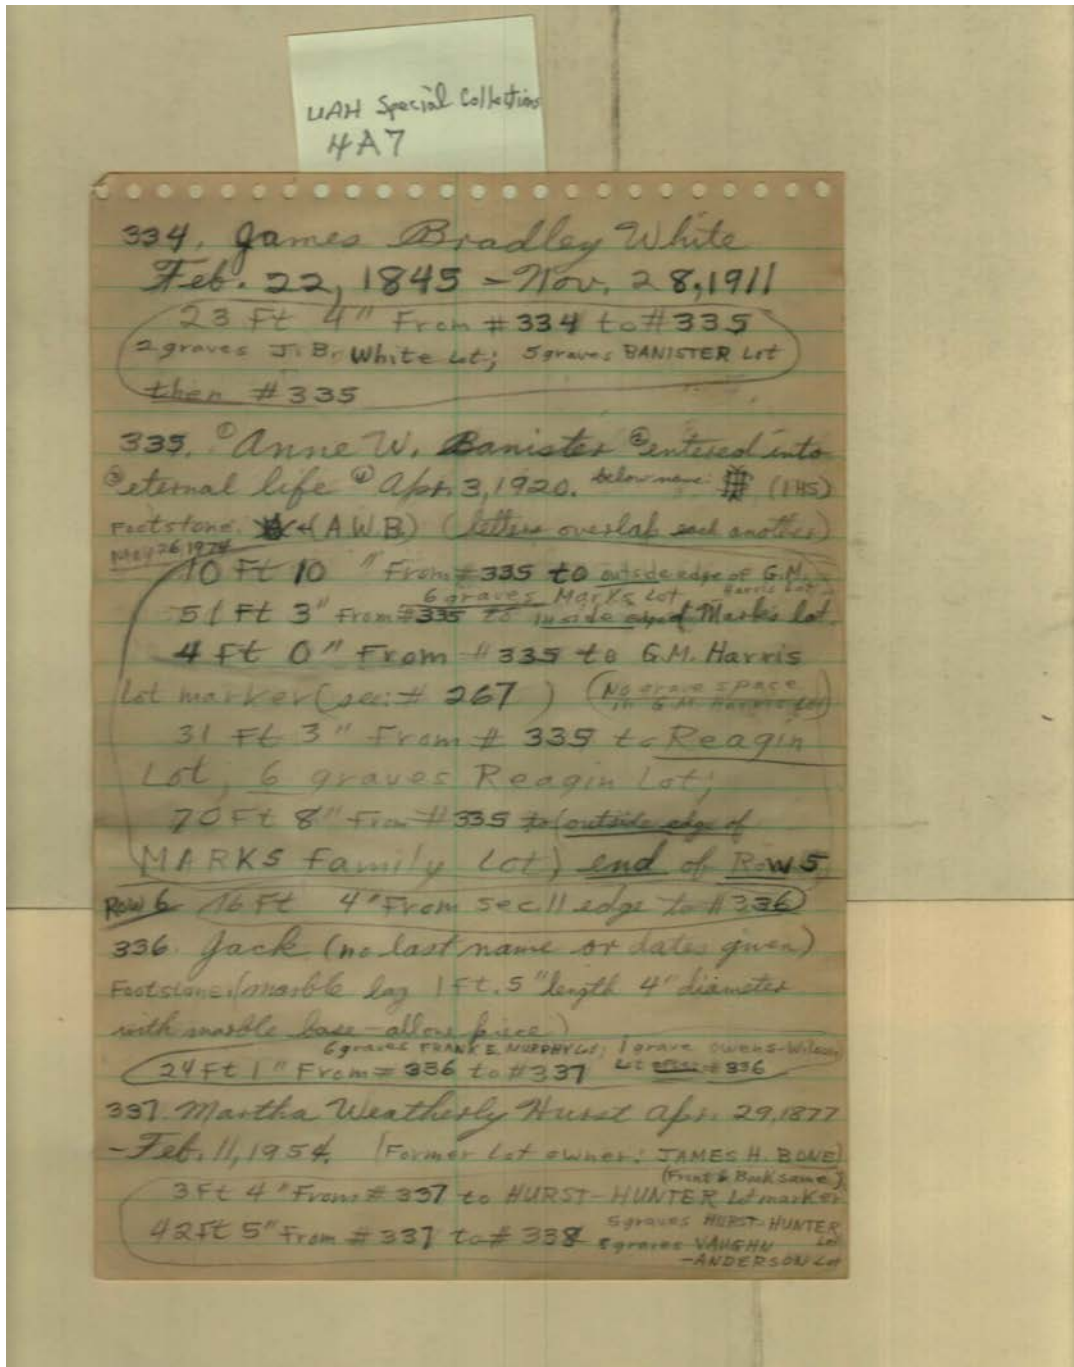 UAH Special Collections
4A7
334. James Bradley White
Feb. 22, 1845 - Nov. 28, 1911
23 Ft 4" From #334 to #335
2 graves J. B. White Lot; 5 graves BANISTER Lot
then #335
335. ① Anne W. Banister ② entered into
③ eternal life ④ Apr. 3, 1920. below name: (IHS)
Footstone: (A.W.B.) (letters overlap each another)
May 26, 1974
10 Ft 10 " From #335 to outside edge of G.M.
Harris Lot
6 graves Marks Lot
51 Ft 3" From #335 to inside edge of Marks lot.
4 Ft 0" From #335 to G.M. Harris
Lot marker (see: # 267 ) (No grave space
in G.M. Harris Lot)
31 Ft 3" From # 335 to Reagin
Lot, 6 graves Reagin Lot;
70 Ft 8" From #335 to (outside edge of
MARKS Family Lot) end of Row 5
Row 6 16 Ft 4" From sec. 11 edge to #336
336. Jack (no last name or dates given)
Footstone: (marble log 1 ft. 5" length 4" diameter
with marble base - all one piece)
6 graves FRANK E. MURPHY Lot; 1 grave Owens-Wilson
24 Ft 1" From #336 to #337 Lot after #336
337. Martha Weatherly Hurst Apr. 29, 1877
- Feb. 11, 1954. (Former Lot owner: JAMES H. BONE)
(Front & Back same)
3 Ft 4" From #337 to HURST-HUNTER Lot marker
5 graves HURST-HUNTER Lot
42 ft 5" From #337 to #338 8 graves VAUGHN
-ANDERSON Lot